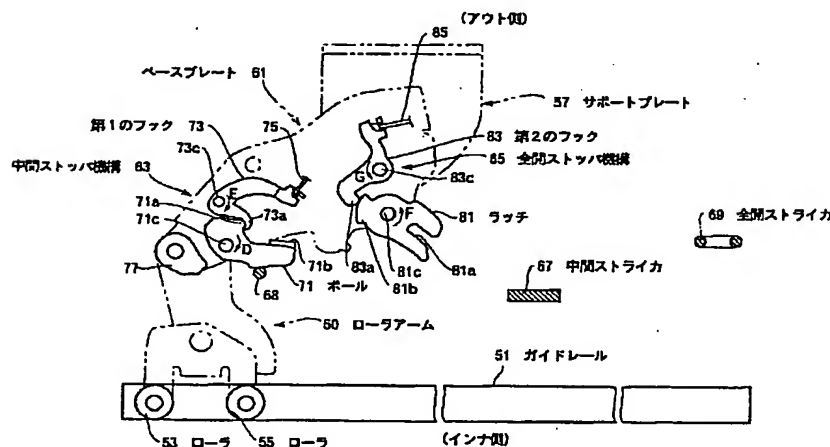 (アウト側)
85
ベースプレート 61
57 サポートプレート
第1のフック 73
75
73c
83 第2のフック
中間ストッパ機構 63
65 全開ストッパ機構
83c
G
E
71a
73a
F
81 ラッチ
71c
D
69 全開ストライカ
77
71b
83a
81c
81a
71 ポール
81b
67 中間ストライカ
68
60 ローラアーム
51 ガイドレール
53 ローラ
55 ローラ
(インナ側)